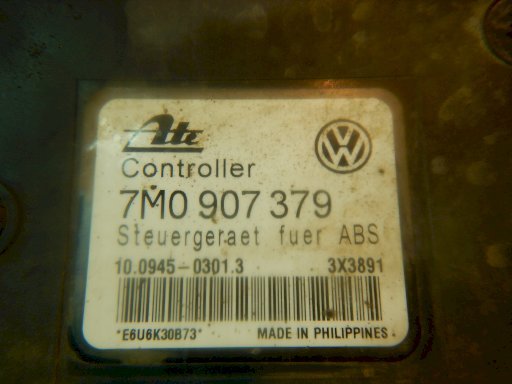 Ate
Controller
7M0 907 379
Steuergeraet fuer ABS
10.0945-0301.3 3X3891
*E6U6K30B73* MADE IN PHILIPPINES